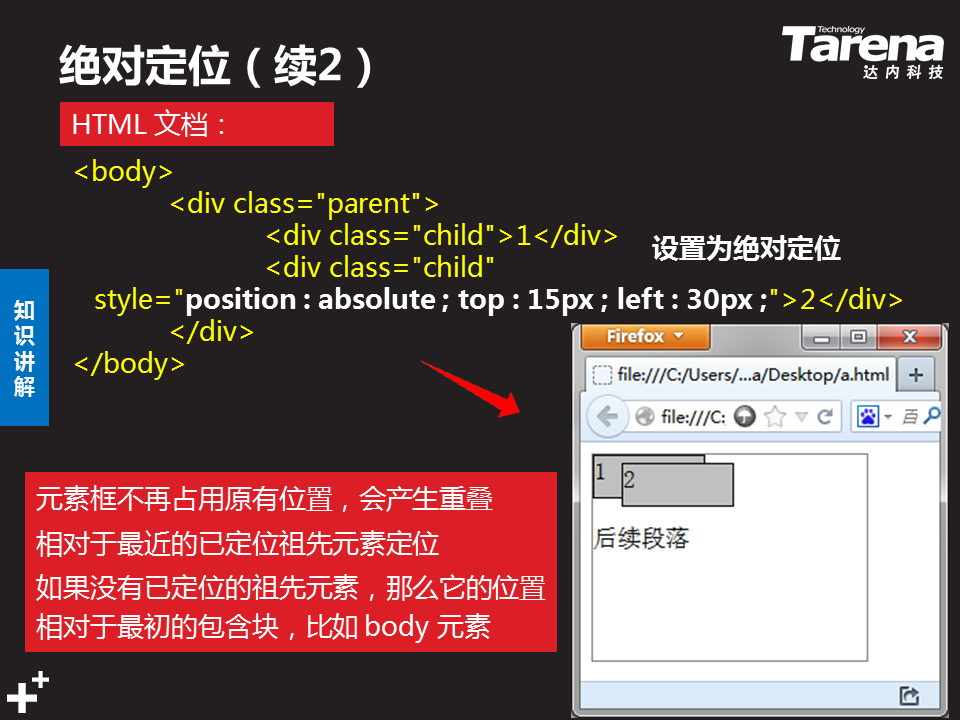 绝对定位（续2）
Technology
Tarena
达内科技
HTML 文档：
<body>
<div class="parent">
<div class="child">1</div>
<div class="child"
style="position : absolute ; top : 15px ; left : 30px ;">2</div>
</div>
</body>
设置为绝对定位
知识讲解
Firefox
file:///C:/Users/...a/Desktop/a.html
file:///C:
百
1
2
后续段落
元素框不再占用原有位置，会产生重叠
相对于最近的已定位祖先元素定位
如果没有已定位的祖先元素，那么它的位置
相对于最初的包含块，比如 body 元素